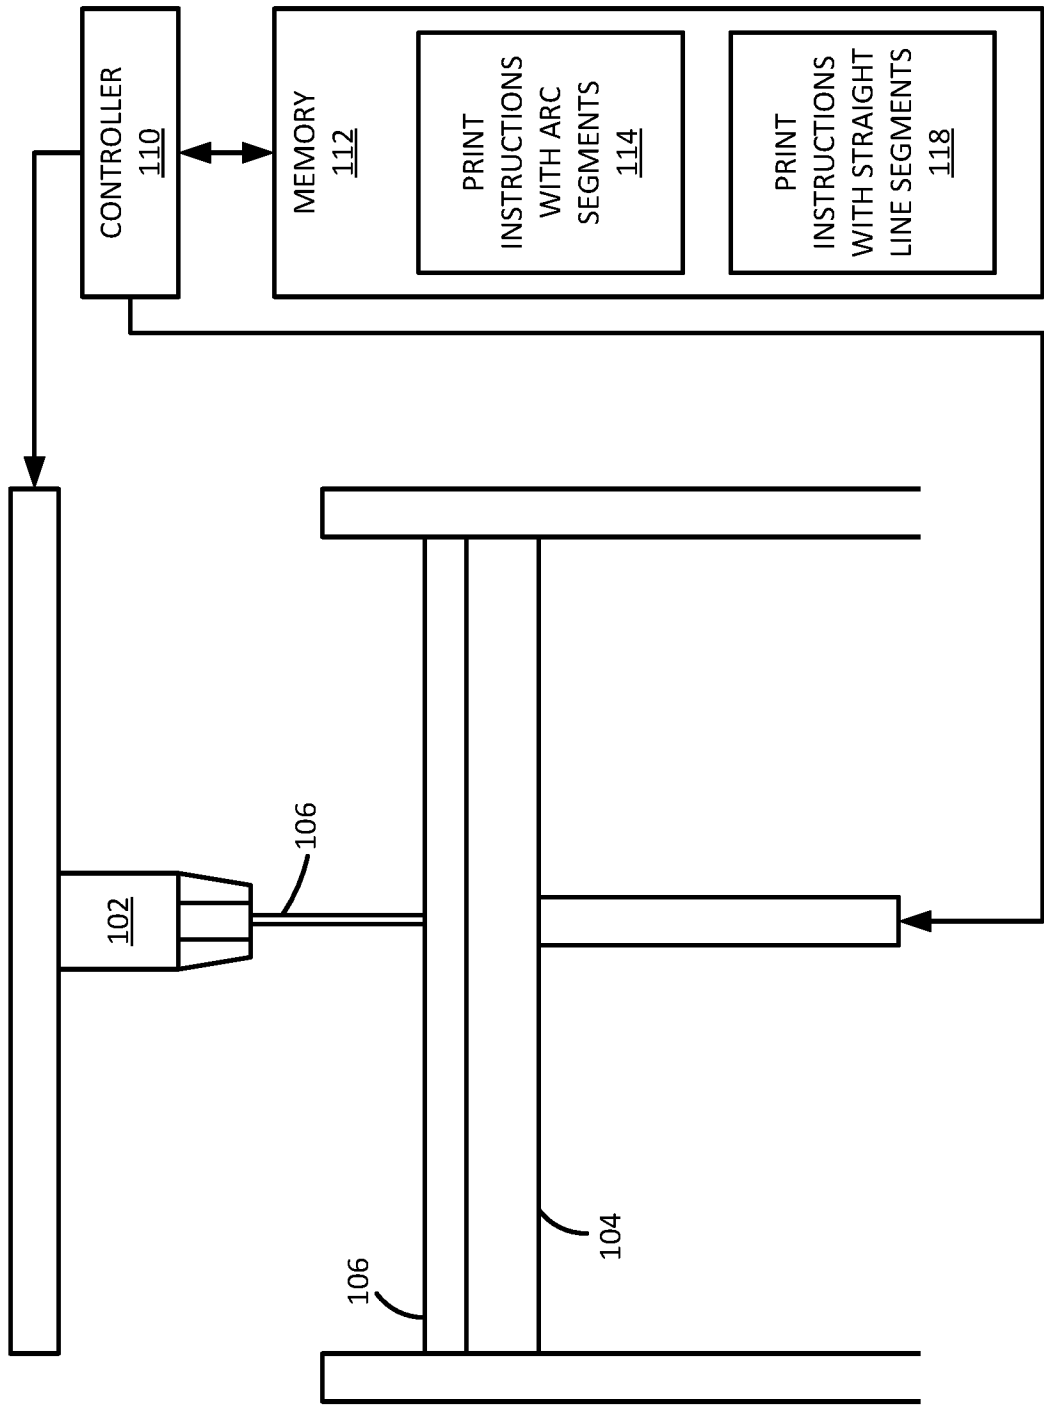 CONTROLLER
110
MEMORY
112
PRINT
INSTRUCTIONS
WITH ARC
SEGMENTS
114
PRINT
INSTRUCTIONS
WITH STRAIGHT
LINE SEGMENTS
118
102
106
106
104